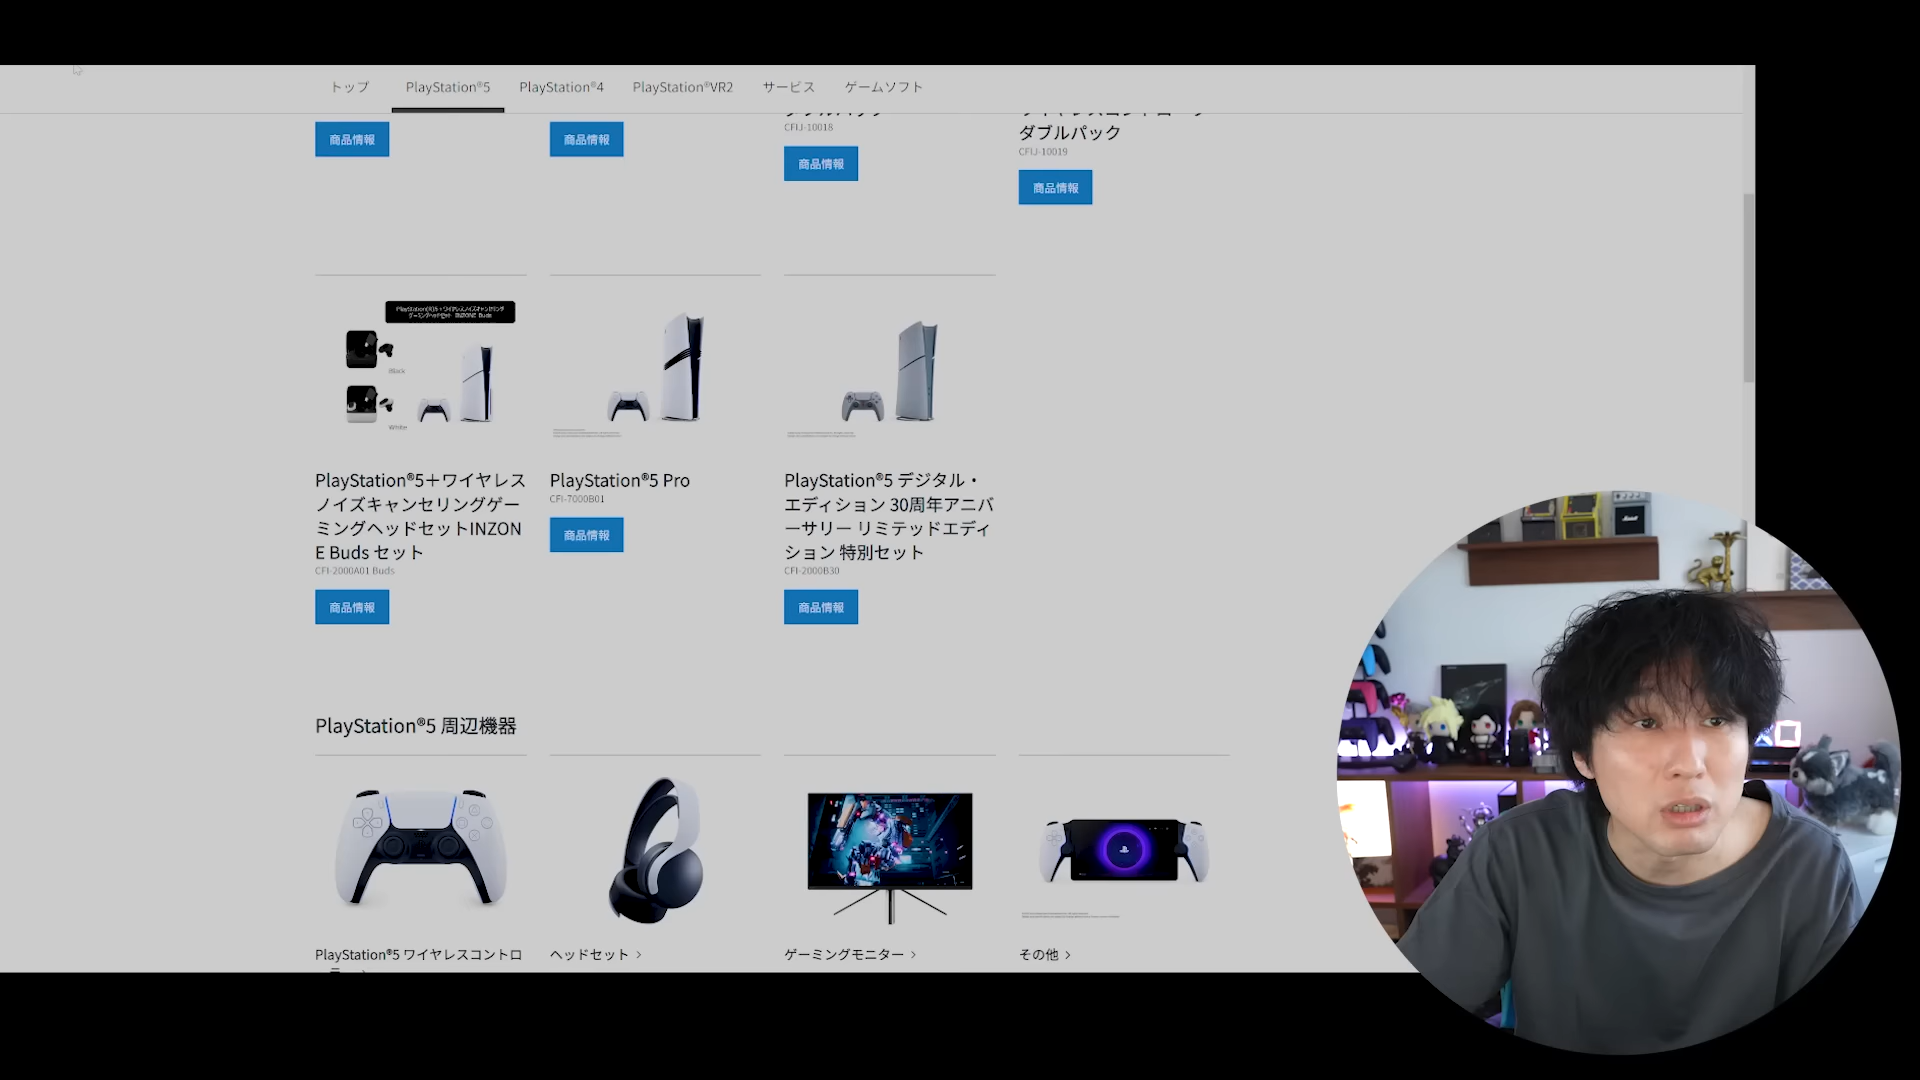 トップ
PlayStation®5
PlayStation®4
PlayStation®VR2
サービス
ゲームソフト
商品情報
商品情報
CFIJ-10018
商品情報
ダブルパック
CFIJ-10019
商品情報
Black
White
PlayStation®5＋ワイヤレス
ノイズキャンセリングゲー
ミングヘッドセットINZON
E Buds セット
CFI-2000A01 Buds
商品情報
PlayStation®5 Pro
CFI-7000B01
商品情報
PlayStation®5 デジタル・
エディション 30周年アニバ
ーサリー リミテッドエディ
ション 特別セット
CFI-2000B30
商品情報
PlayStation®5 周辺機器
PlayStation®5 ワイヤレスコントロ
ヘッドセット
ゲーミングモニター
その他
Marshall